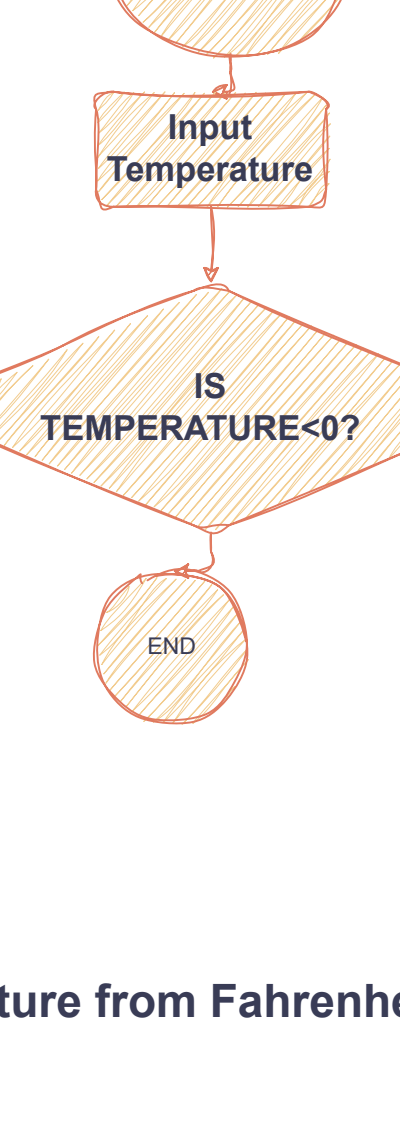 Input
Temperature
IS
TEMPERATURE<0?
END
ture from Fahrenhe